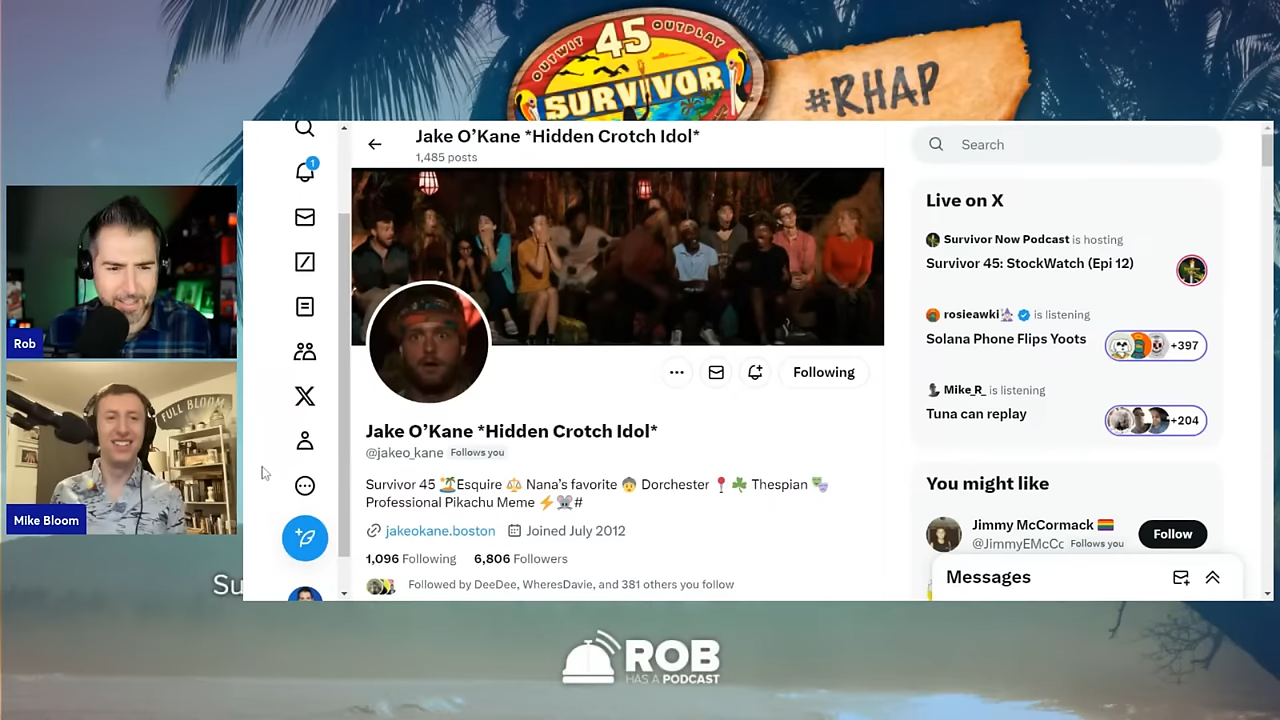 OUTWIT 45 OUTPLAY
SURVIVOR
#RHAP
Jake O’Kane *Hidden Crotch Idol*
1,485 posts
Search
Live on X
Survivor Now Podcast is hosting
Survivor 45: StockWatch (Epi 12)
rosieawki is listening
Solana Phone Flips Yoots
+397
Mike_R_ is listening
Tuna can replay
+204
1
Following
Jake O’Kane *Hidden Crotch Idol*
@jakeo_kane Follows you
Survivor 45 🏝️Esquire ⚖️ Nana’s favorite 👵 Dorchester 📍☘️ Thespian 🎭
Professional Pikachu Meme ⚡🐭#
jakeokane.boston Joined July 2012
1,096 Following 6,806 Followers
Followed by DeeDee, WheresDavie, and 381 others you follow
You might like
Jimmy McCormack 🏳️‍🌈
@JimmyEMcCc Follows you
Follow
Messages
Rob
FULL BLOOM
Mike Bloom
Su
ROB
HAS A PODCAST